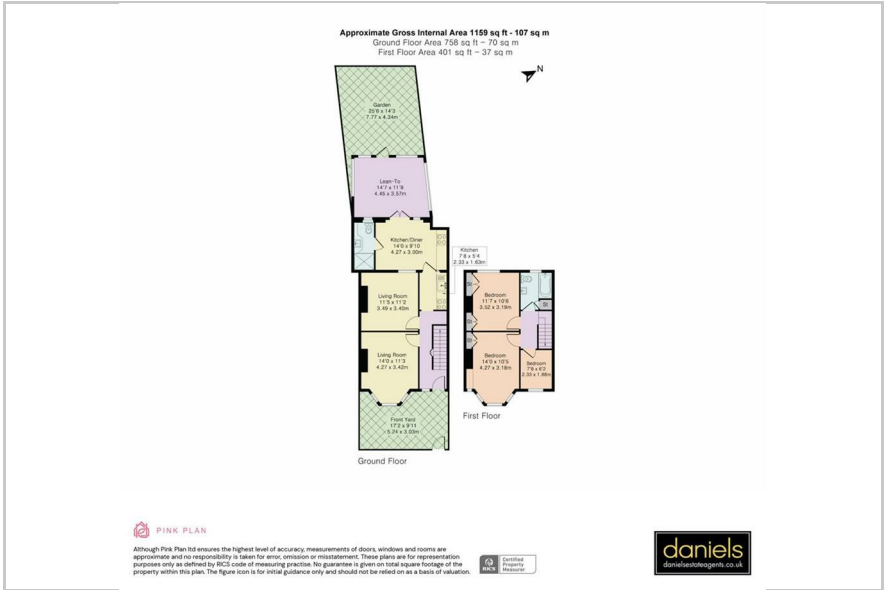 Approximate Gross Internal Area 1159 sq ft - 107 sq m
Ground Floor Area 758 sq ft – 70 sq m
First Floor Area 401 sq ft – 37 sq m
N
Garden
25'6 x 14'3
7.77 x 4.34m
Lean-To
14'7 x 11'9
4.45 x 3.57m
Kitchen/Diner
14'0 x 9'10
4.27 x 3.00m
Kitchen
7'8 x 5'4
2.33 x 1.63m
Living Room
11'5 x 11'2
3.49 x 3.40m
Living Room
14'0 x 11'3
4.27 x 3.42m
Front Yard
17'2 x 9'11
5.24 x 3.03m
Ground Floor
St
St
St
St
Bedroom
11'7 x 10'6
3.52 x 3.19m
Bedroom
14'0 x 10'5
4.27 x 3.18m
Bedroom
7'8 x 6'2
2.33 x 1.88m
First Floor
PINK PLAN
Although Pink Plan ltd ensures the highest level of accuracy, measurements of doors, windows and rooms are
approximate and no responsibility is taken for error, omission or misstatement. These plans are for representation
purposes only as defined by RICS code of measuring practise. No guarantee is given on total square footage of the
property within this plan. The figure icon is for initial guidance only and should not be relied on as a basis of valuation.
RICS
Certified
Property
Measurer
daniels
danielsestateagents.co.uk